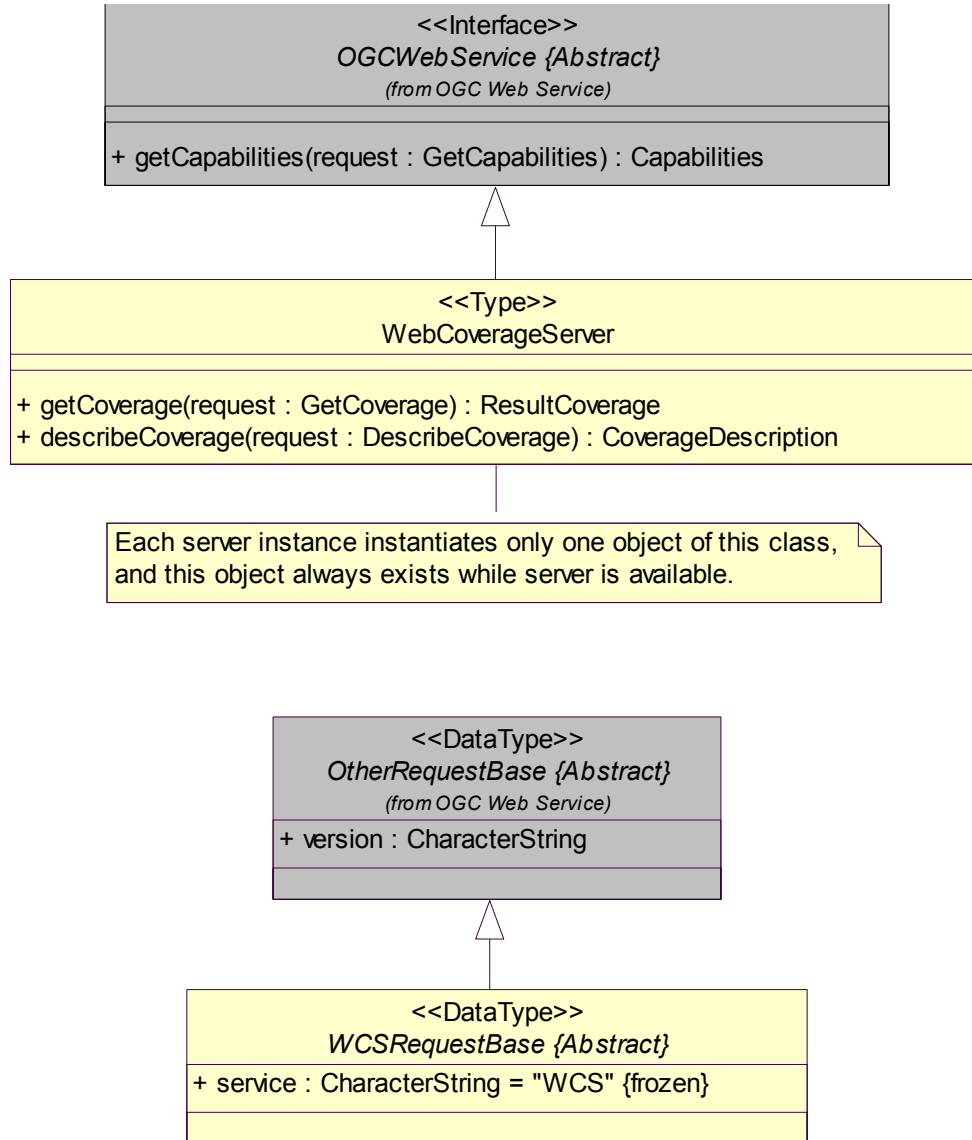 <<Interface>>
OGCWebService {Abstract}
(from OGC Web Service)
+ getCapabilities(request : GetCapabilities) : Capabilities
<<Type>>
WebCoverageServer
+ getCoverage(request : GetCoverage) : ResultCoverage
+ describeCoverage(request : DescribeCoverage) : CoverageDescription
Each server instance instantiates only one object of this class,
and this object always exists while server is available.
<<DataType>>
OtherRequestBase {Abstract}
(from OGC Web Service)
+ version : CharacterString
<<DataType>>
WCSRequestBase {Abstract}
+ service : CharacterString = "WCS" {frozen}